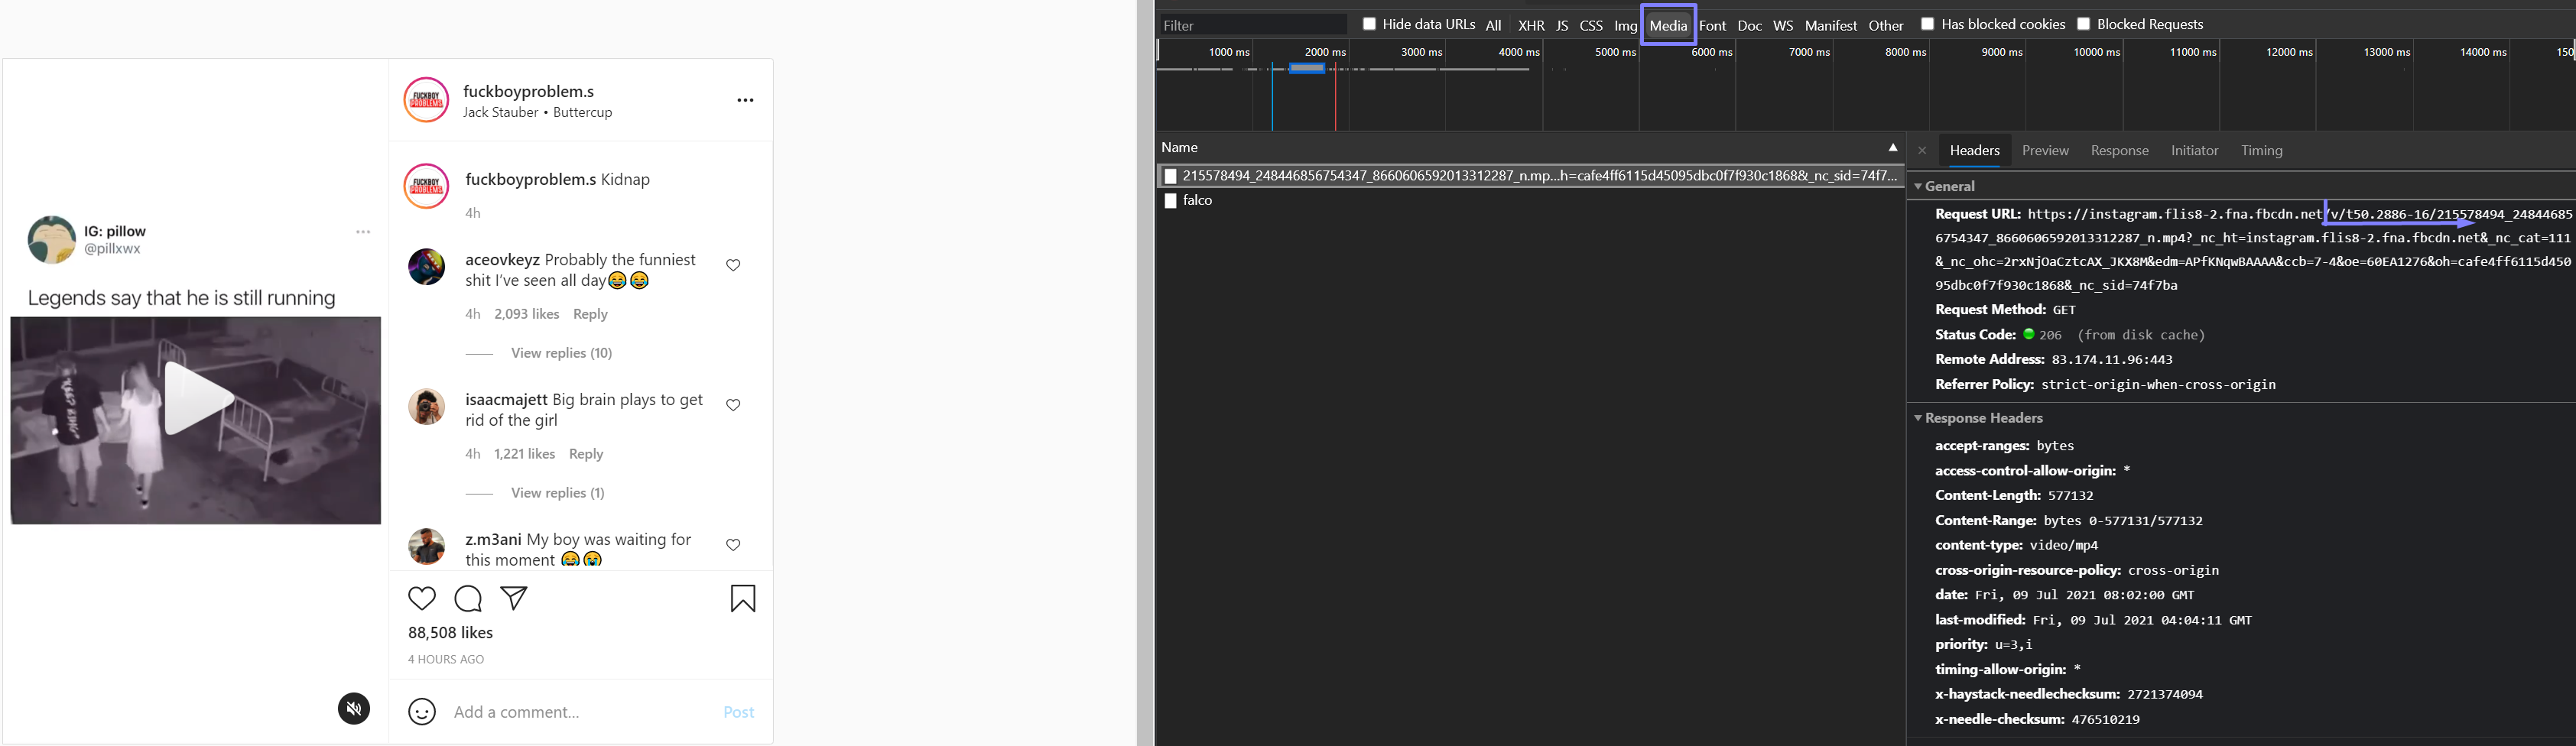 fuckboyproblem.s
Jack Stauber • Buttercup
FUCKBOY
PROBLEMS
fuckboyproblem.s Kidnap
4h
FUCKBOY
PROBLEMS
IG: pillow
@pillxwx
Legends say that he is still running
aceovkeyz Probably the funniest
shit I've seen all day😂😂
4h 2,093 likes Reply
View replies (10)
isaacmajett Big brain plays to get
rid of the girl
4h 1,221 likes Reply
View replies (1)
z.m3ani My boy was waiting for
this moment 😂😭
88,508 likes
4 HOURS AGO
Add a comment... Post
Filter Hide data URLs All XHR JS CSS Img Media Font Doc WS Manifest Other Has blocked cookies Blocked Requests
1000 ms 2000 ms 3000 ms 4000 ms 5000 ms 6000 ms 7000 ms 8000 ms 9000 ms 10000 ms 11000 ms 12000 ms 13000 ms 14000 ms 150
Name
215578494_248446856754347_8660606592013312287_n.mp...h=cafe4ff6115d45095dbc0f7f930c1868&_nc_sid=74f7...
falco
Headers Preview Response Initiator Timing
General
Request URL: https://instagram.flis8-2.fna.fbcdn.net/v/t50.2886-16/215578494_24844685
6754347_8660606592013312287_n.mp4?_nc_ht=instagram.flis8-2.fna.fbcdn.net&_nc_cat=111
&_nc_ohc=2rxNjOaCztcAX_JKX8M&edm=APfKNqwBAAAA&ccb=7-4&oe=60EA1276&oh=cafe4ff6115d450
95dbc0f7f930c1868&_nc_sid=74f7ba
Request Method: GET
Status Code: 206 (from disk cache)
Remote Address: 83.174.11.96:443
Referrer Policy: strict-origin-when-cross-origin
Response Headers
accept-ranges: bytes
access-control-allow-origin: *
Content-Length: 577132
Content-Range: bytes 0-577131/577132
content-type: video/mp4
cross-origin-resource-policy: cross-origin
date: Fri, 09 Jul 2021 08:02:00 GMT
last-modified: Fri, 09 Jul 2021 04:04:11 GMT
priority: u=3,i
timing-allow-origin: *
x-haystack-needlechecksum: 2721374094
x-needle-checksum: 476510219